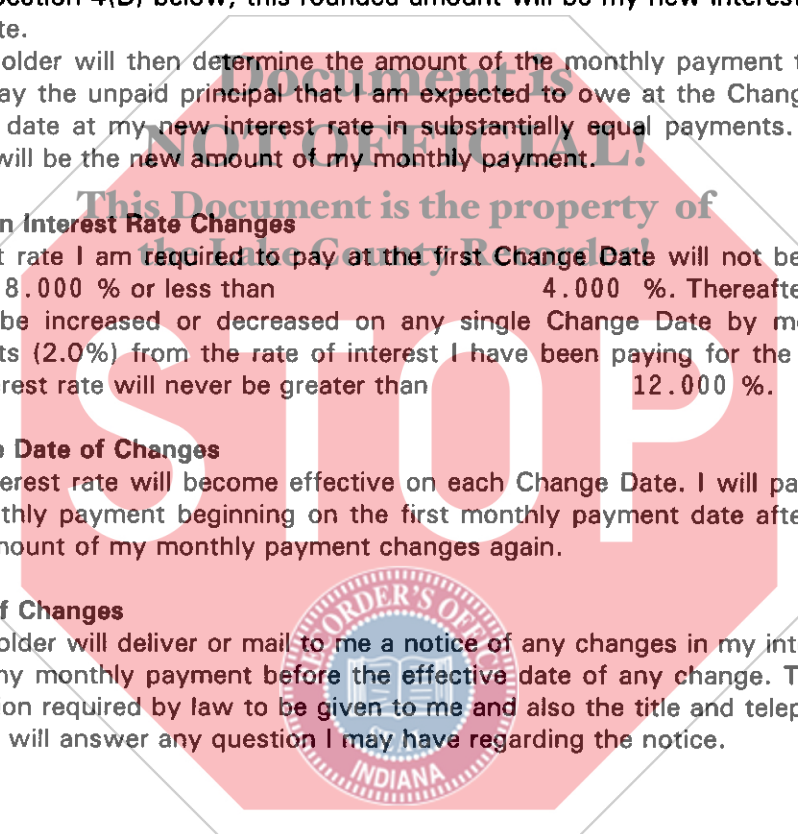 ection 4(D) below, this rounded amount will be my new interest
te.
older will then determine the amount of the monthly payment t
ay the unpaid principal that I am expected to owe at the Chang
date at my new interest rate in substantially equal payments.
will be the new amount of my monthly payment.
Document is
NOT OFFICIAL!
This Document is the property of
the Lake County Recorder!
n Interest Rate Changes
t rate I am required to pay at the first Change Date will not be
8.000 % or less than 4.000 %. Thereafte
be increased or decreased on any single Change Date by m
ts (2.0%) from the rate of interest I have been paying for the
erest rate will never be greater than 12.000 %.
STOP
e Date of Changes
erest rate will become effective on each Change Date. I will pa
thly payment beginning on the first monthly payment date afte
nount of my monthly payment changes again.
f Changes
older will deliver or mail to me a notice of any changes in my int
ny monthly payment before the effective date of any change. T
ion required by law to be given to me and also the title and telep
will answer any question I may have regarding the notice.
RECORDER'S OFFICE
INDIANA